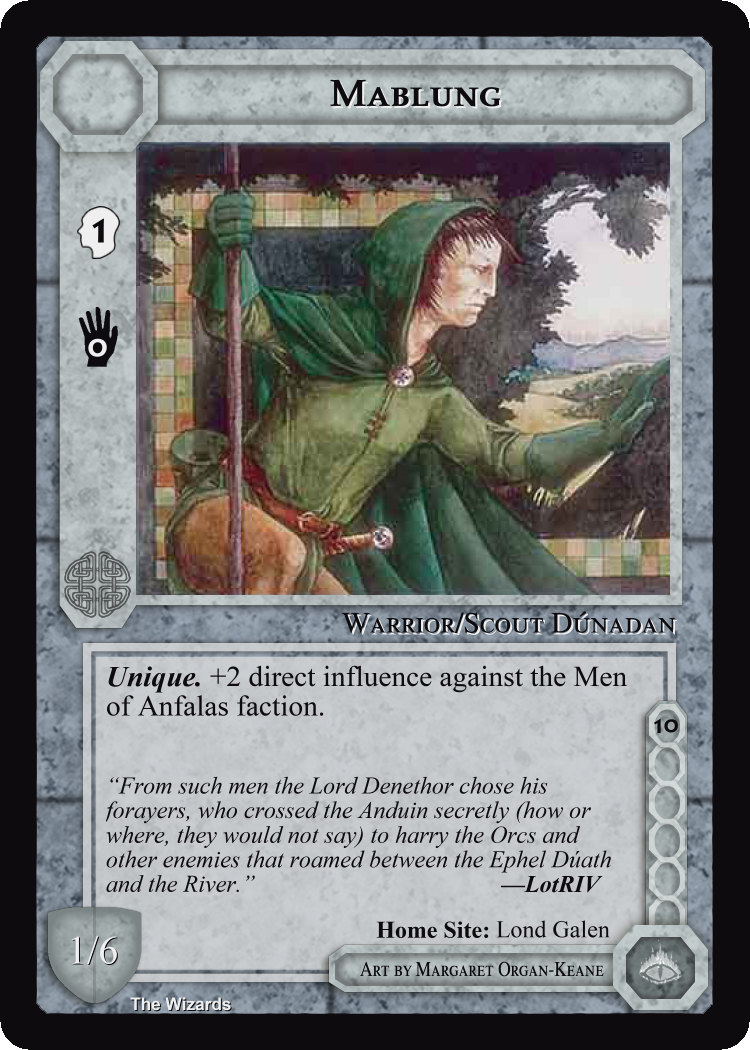 Mablung
1
0
Warrior/Scout Dúnadan
Unique. +2 direct influence against the Men
of Anfalas faction.
10
“From such men the Lord Denethor chose his
forayers, who crossed the Anduin secretly (how or
where, they would not say) to harry the Orcs and
other enemies that roamed between the Ephel Dúath
and the River.” —LotRIV
Home Site: Lond Galen
1/6
Art by Margaret Organ-Keane
The Wizards